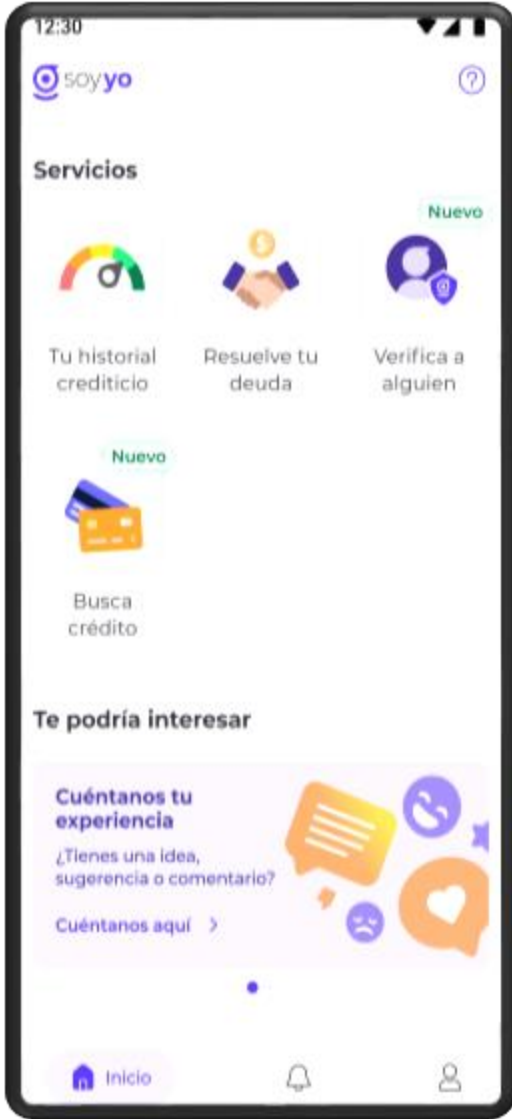 12:30
soyyo
Servicios
Nuevo
Tu historial
crediticio
Resuelve tu
deuda
Verifica a
alguien
Nuevo
Busca
crédito
Te podría interesar
Cuéntanos tu
experiencia
¿Tienes una idea,
sugerencia o comentario?
Cuéntanos aquí >
Inicio